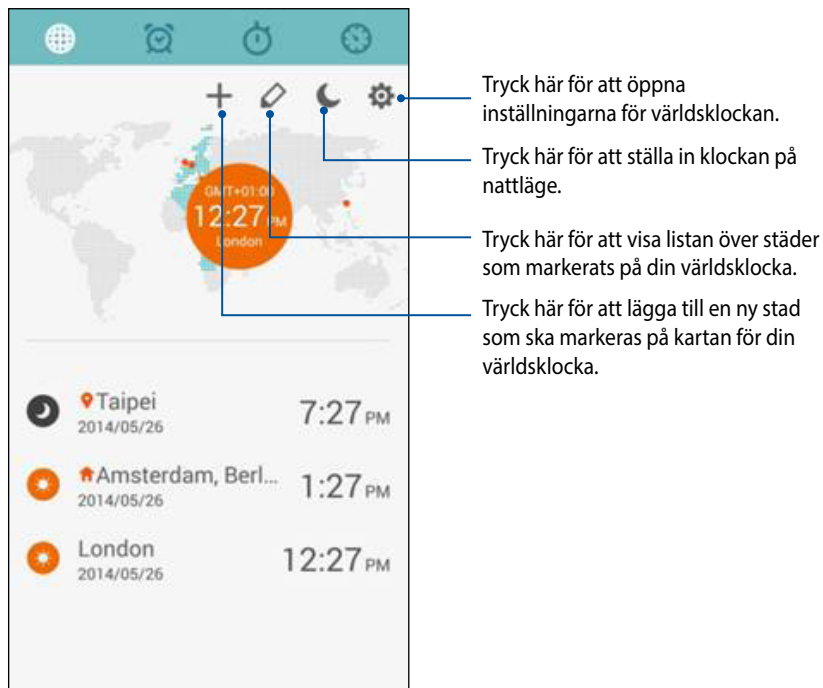 Tryck här för att öppna
inställningarna för världsklockan.
Tryck här för att ställa in klockan på
nattläge.
Tryck här för att visa listan över städer
som markerats på din världsklocka.
Tryck här för att lägga till en ny stad
som ska markeras på kartan för din
världsklocka.
GMT+01:00
12:27 PM
London
Taipei
2014/05/26
7:27 PM
Amsterdam, Berl...
2014/05/26
1:27 PM
London
2014/05/26
12:27 PM